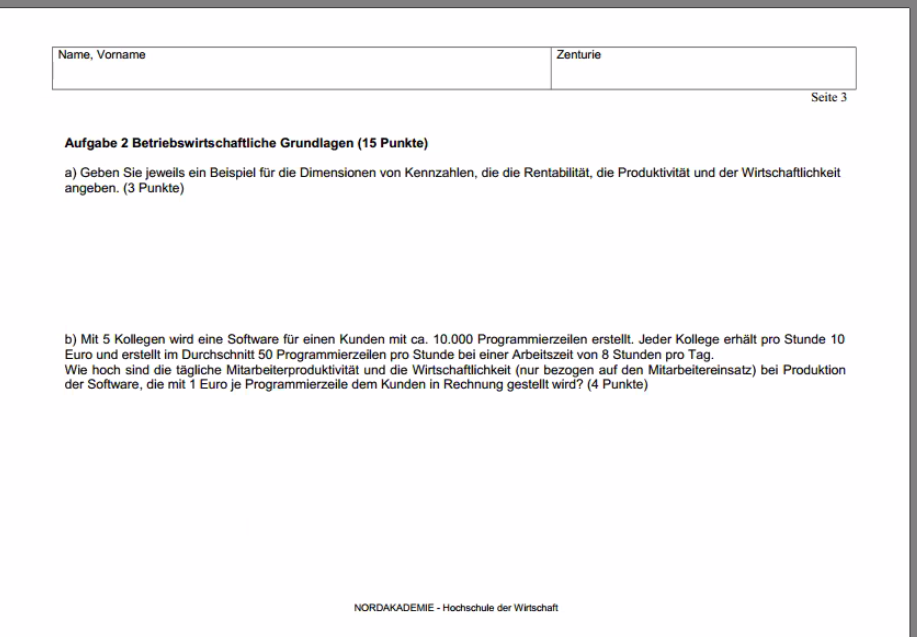 Name, Vorname
Zenturie
Seite 3
Aufgabe 2 Betriebswirtschaftliche Grundlagen (15 Punkte)
a) Geben Sie jeweils ein Beispiel für die Dimensionen von Kennzahlen, die die Rentabilität, die Produktivität und der Wirtschaftlichkeit
angeben. (3 Punkte)
b) Mit 5 Kollegen wird eine Software für einen Kunden mit ca. 10.000 Programmierzeilen erstellt. Jeder Kollege erhält pro Stunde 10
Euro und erstellt im Durchschnitt 50 Programmierzeilen pro Stunde bei einer Arbeitszeit von 8 Stunden pro Tag.
Wie hoch sind die tägliche Mitarbeiterproduktivität und die Wirtschaftlichkeit (nur bezogen auf den Mitarbeitereinsatz) bei Produktion
der Software, die mit 1 Euro je Programmierzeile dem Kunden in Rechnung gestellt wird? (4 Punkte)
NORDAKADEMIE - Hochschule der Wirtschaft